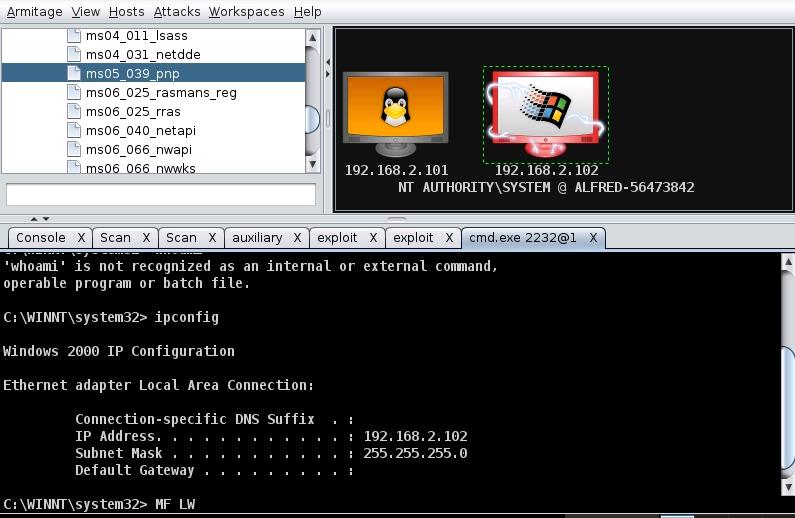 Armitage View Hosts Attacks Workspaces Help
ms04_011_lsass
ms04_031_netdde
ms05_039_pnp
ms06_025_rasmans_reg
ms06_025_rras
ms06_040_netapi
ms06_066_nwapi
ms06_066_nwwks
192.168.2.101
192.168.2.102
NT AUTHORITY\SYSTEM @ ALFRED-56473842
Console X Scan X Scan X auxiliary X exploit X exploit X cmd.exe 2232@1 X
'whoami' is not recognized as an internal or external command,
operable program or batch file.
C:\WINNT\system32> ipconfig
Windows 2000 IP Configuration
Ethernet adapter Local Area Connection:
Connection-specific DNS Suffix . :
IP Address. . . . . . . . . . . . : 192.168.2.102
Subnet Mask . . . . . . . . . . . : 255.255.255.0
Default Gateway . . . . . . . . . :
C:\WINNT\system32> MF LW